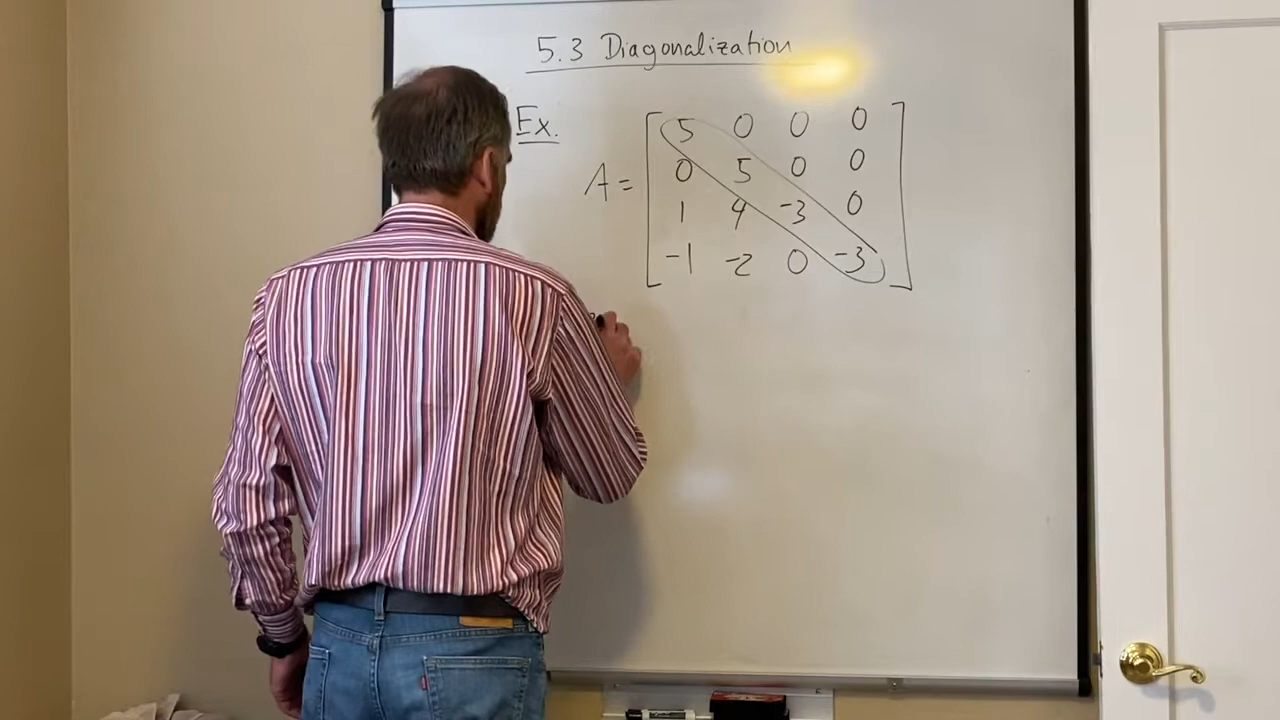 5.3 Diagonalization
Ex.
A = [ 5 0 0 0
0 5 0 0
1 4 -3 0
-1 -2 0 -3 ]